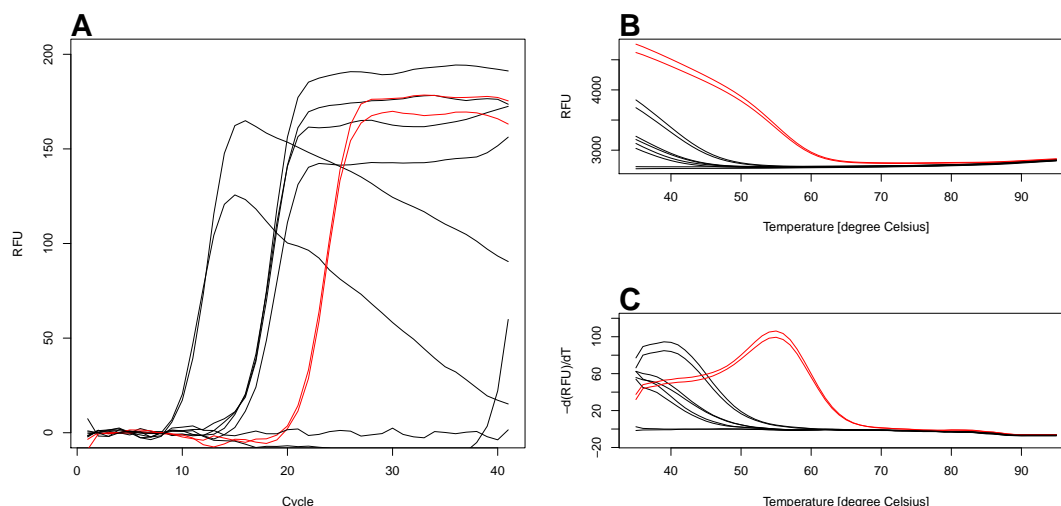 A
RFU
200
150
100
50
0
0 10 20 30 40
Cycle
B
RFU
4000
3000
40 50 60 70 80 90
Temperature [degree Celsius]
C
−d(RFU)/dT
100
60
20
−20
40 50 60 70 80 90
Temperature [degree Celsius]